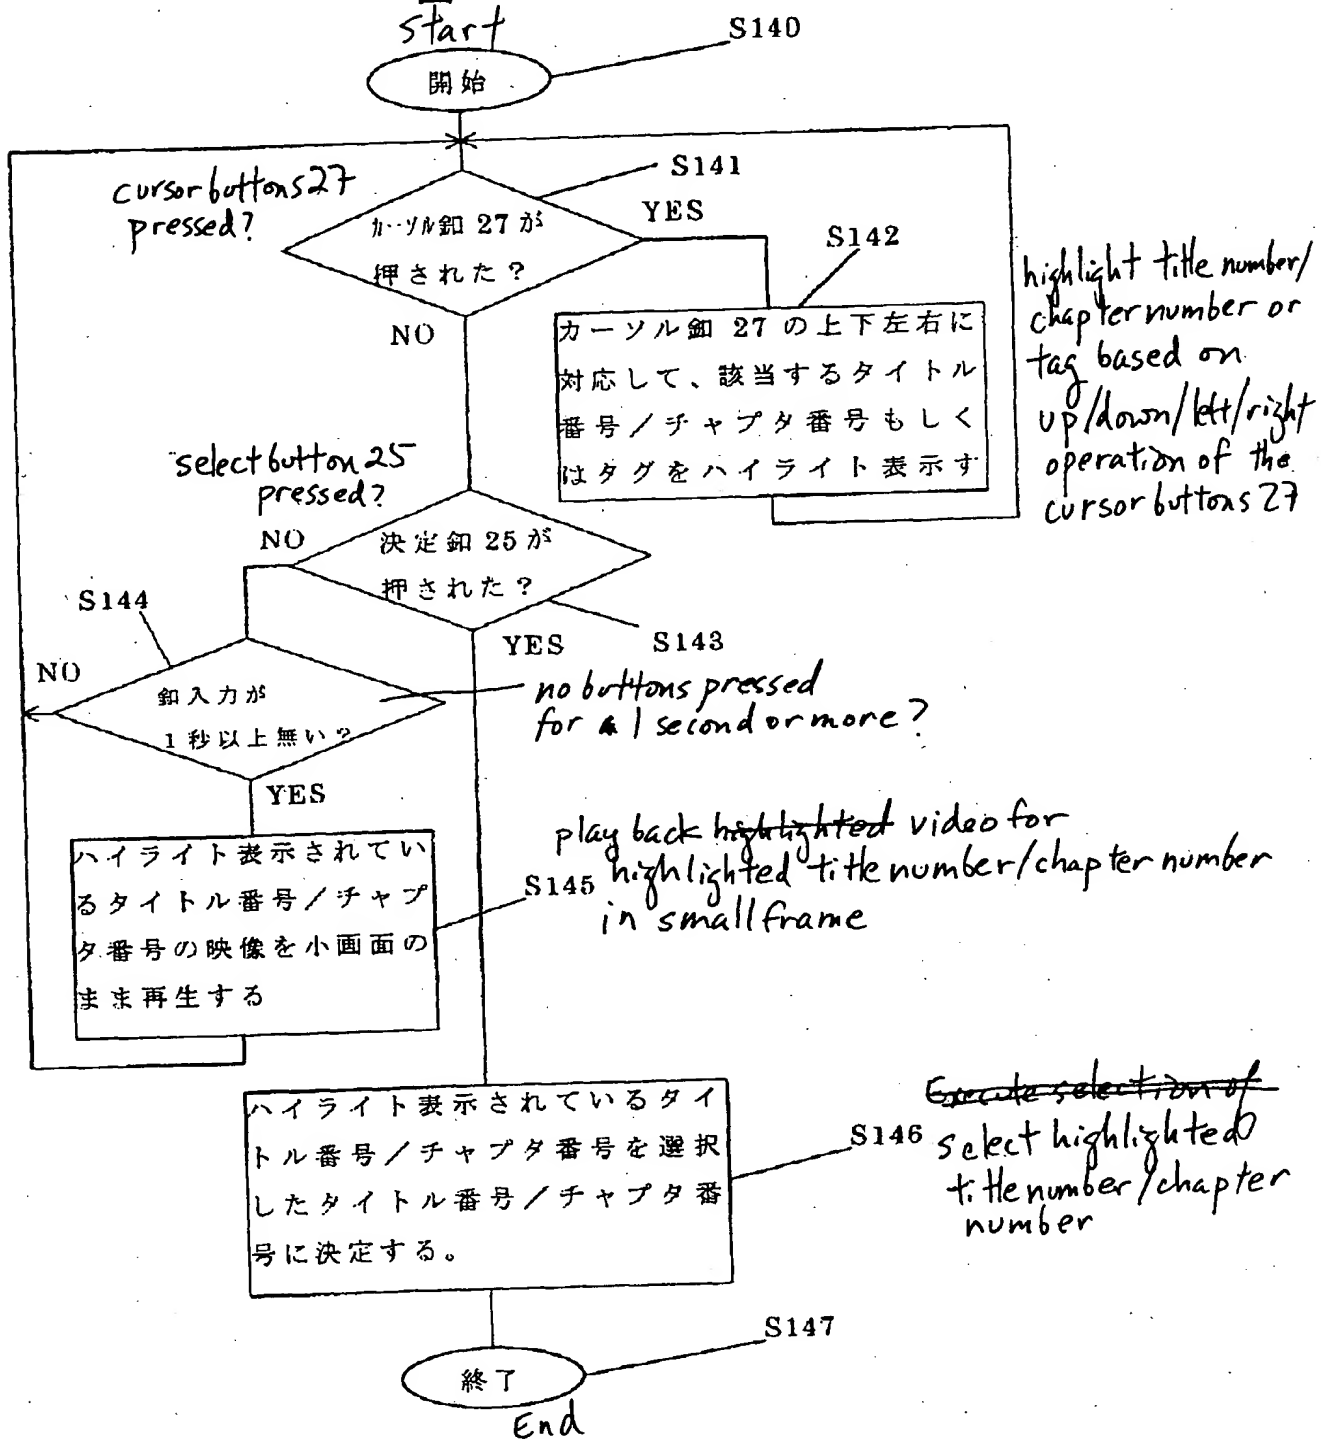 start
S140
開始
S141
cursor buttons 27
pressed?
YES
カーソル釦 27 が
押された？
S142
NO
カーソル釦 27 の上下左右に
対応して、該当するタイトル
番号／チャプタ番号もしく
はタグをハイライト表示す
highlight title number/
chapter number or
tag based on
up/down/left/right
operation of the
cursor buttons 27
select button 25
pressed?
NO
決定釦 25 が
押された？
S143
YES
S144
NO
釦入力が
1秒以上無い？
no buttons pressed
for 1 second or more?
YES
ハイライト表示されてい
るタイトル番号／チャプ
タ番号の映像を小画面の
まま再生する
S145
play back highlighted video for
highlighted title number/chapter number
in small frame
ハイライト表示されているタイ
トル番号／チャプタ番号を選択
したタイトル番号／チャプタ番
号に決定する。
S146
Execute selection of
select highlighted
title number/chapter
number
S147
終了
End